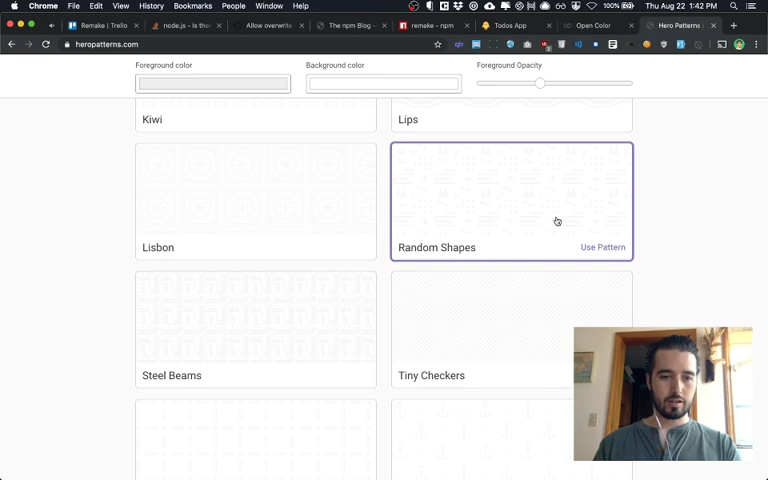 Chrome File Edit View History Bookmarks People Window Help 100% Thu Aug 22 1:42 PM
Remake | Trello
node.js - Is ther
Allow overwrite
The npm Blog –
remake - npm
Todos App
Open Color
Hero Patterns |
heropatterns.com
Foreground color
Background color
Foreground Opacity
Kiwi
Lips
Lisbon
Random Shapes
Use Pattern
Steel Beams
Tiny Checkers